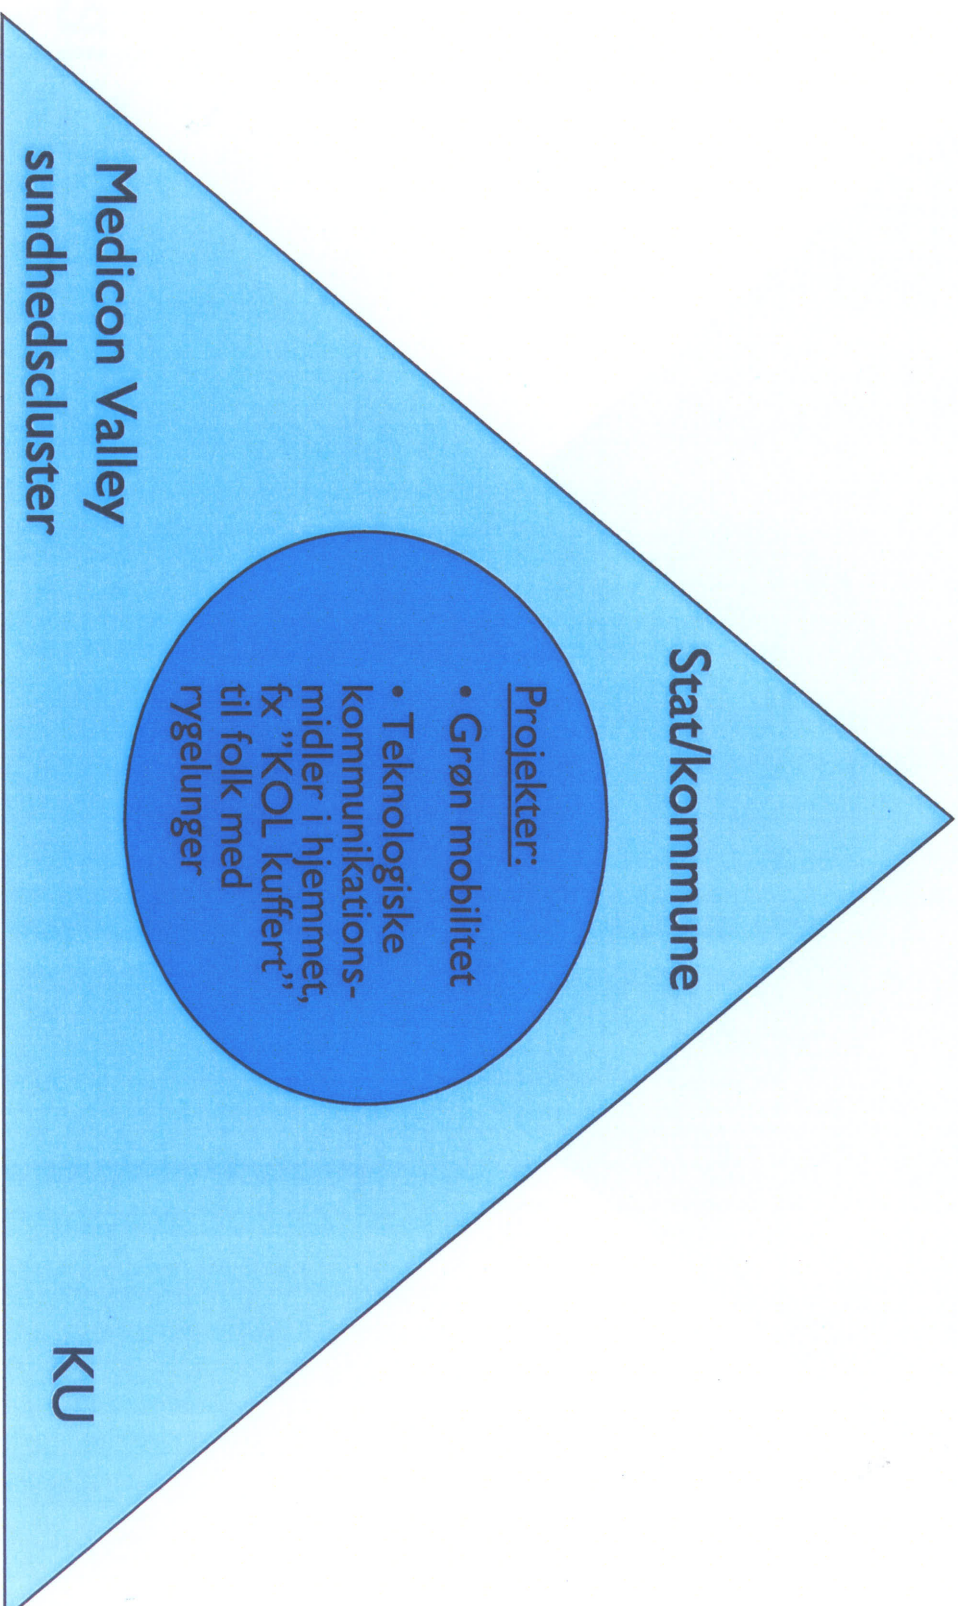 Stat/kommune
Projekter:
• Grøn mobilitet
• Teknologiske
kommunikations-
midler i hjemmet,
fx ”KOL kuffert”,
til folk med
rygelunger
Medicon Valley
sundhedscluster
KU